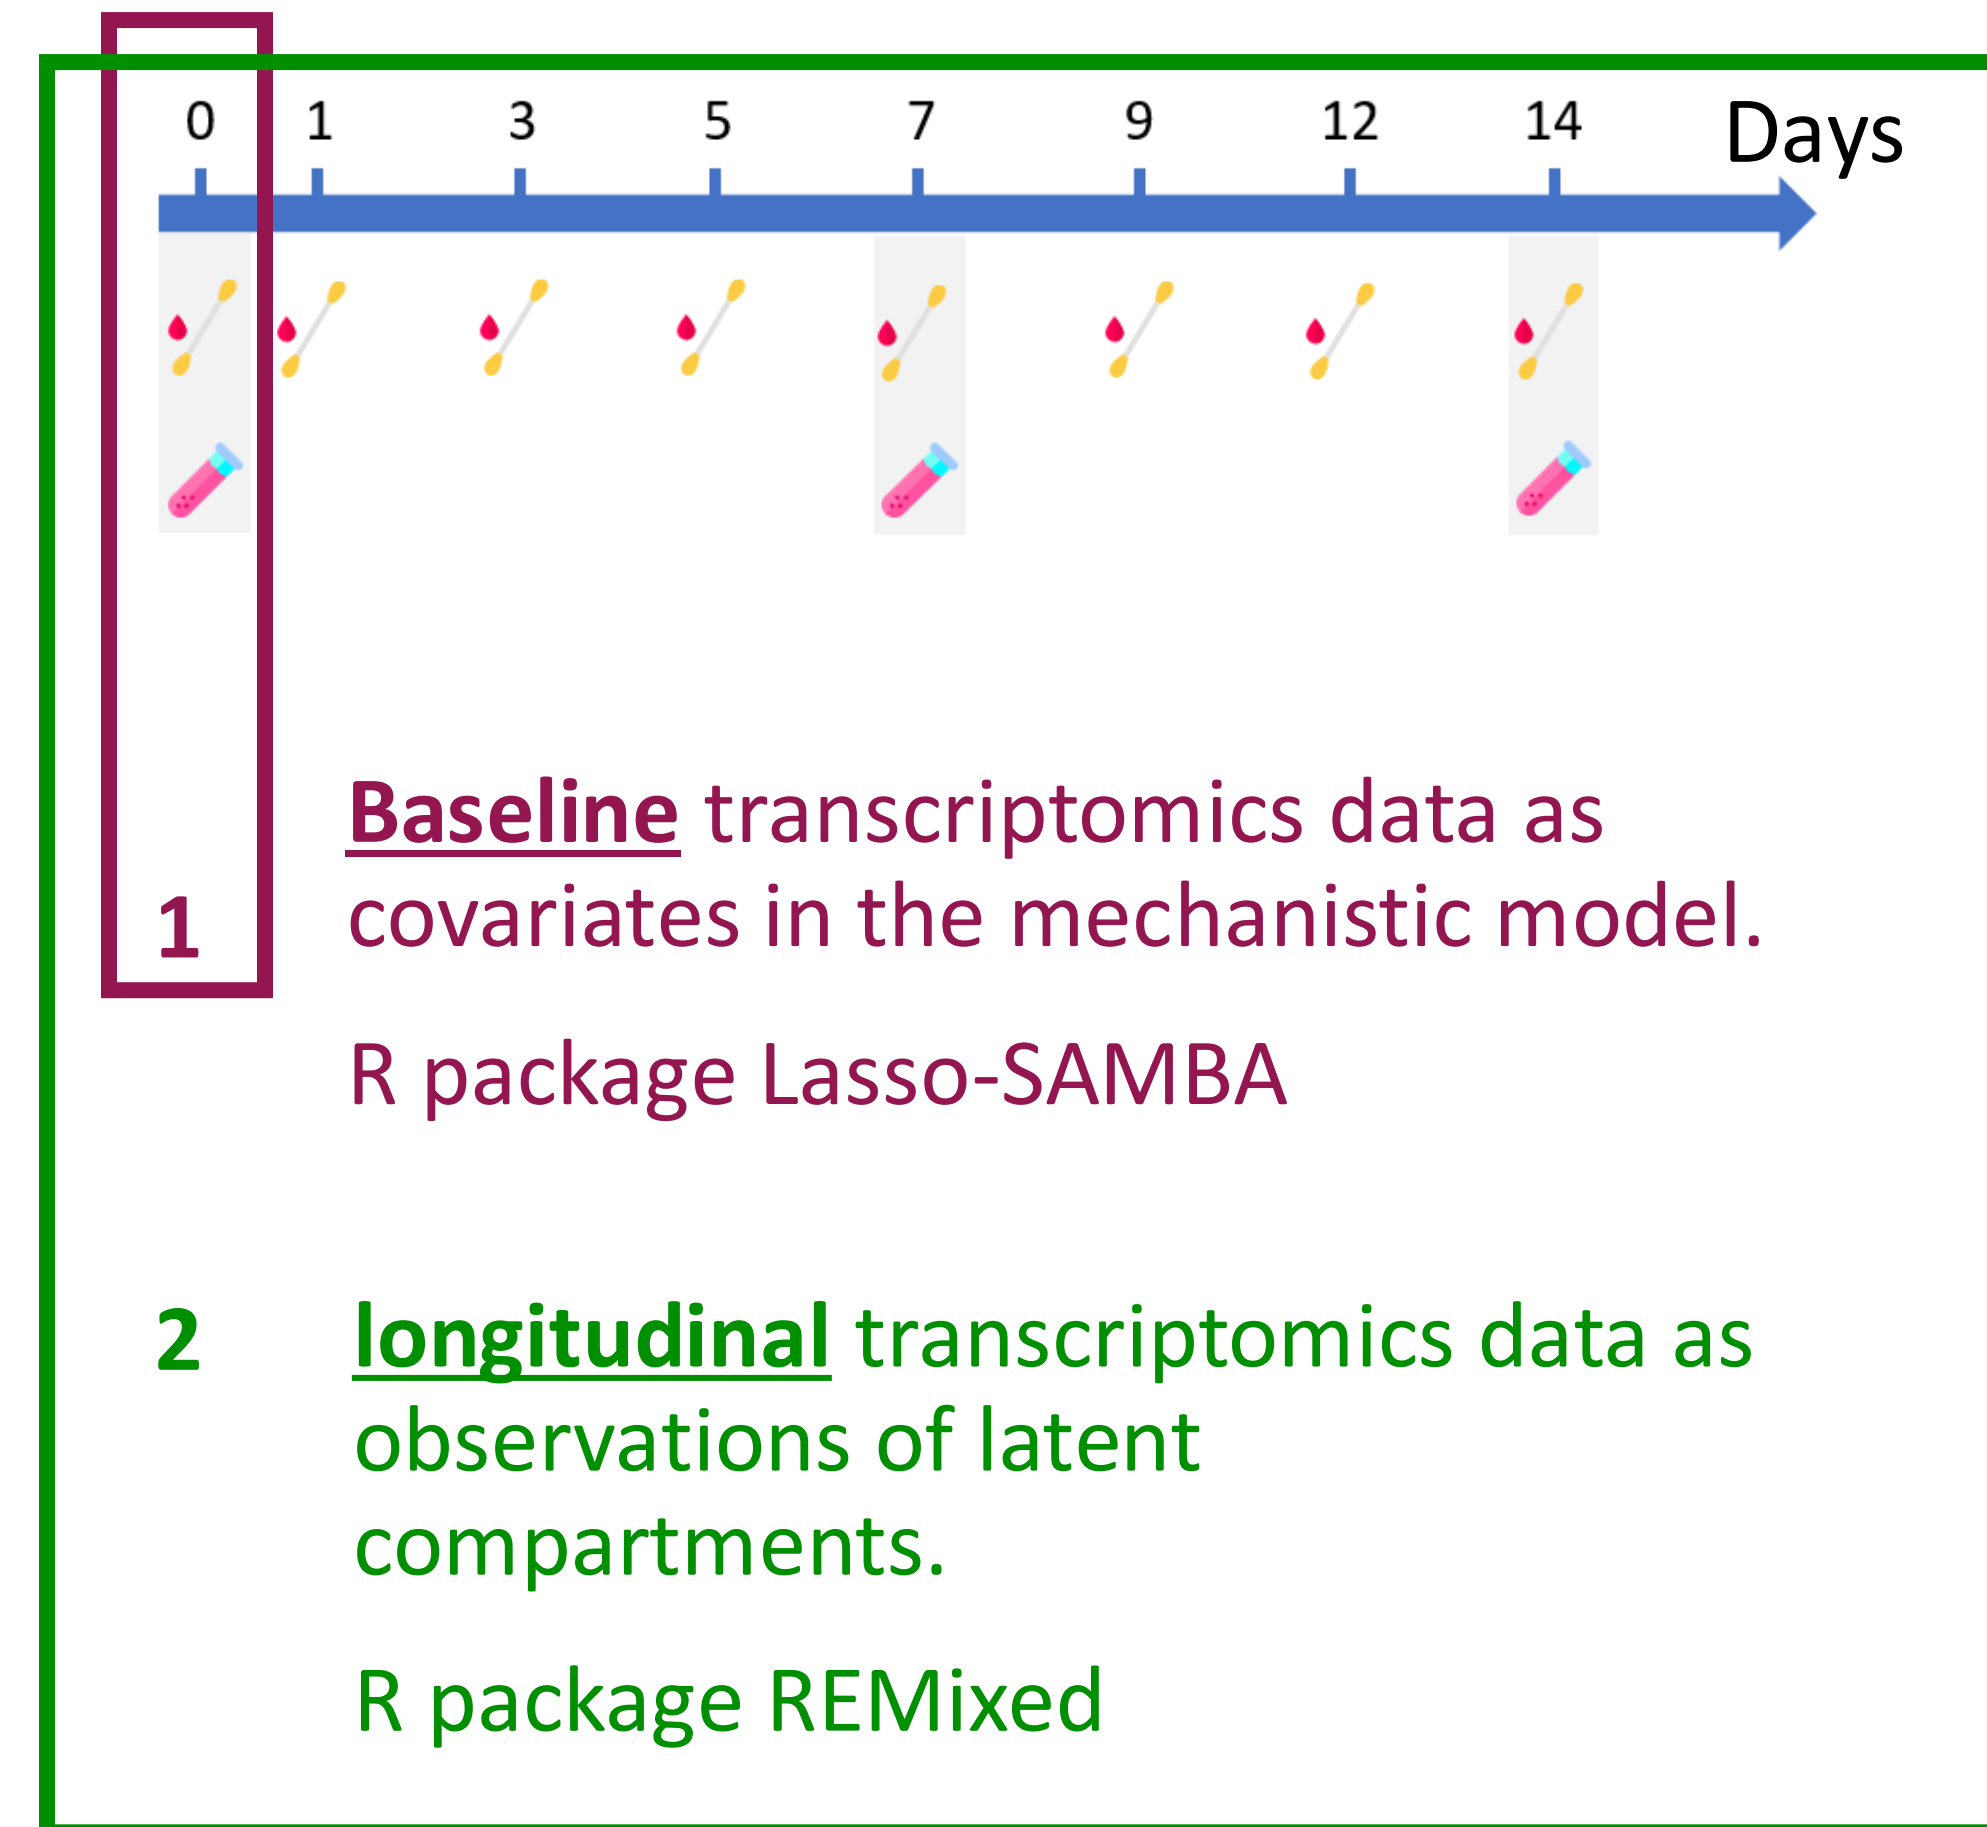 0 1 3 5 7 9 12 14 Days
Baseline transcriptomics data as
1 covariates in the mechanistic model.
R package Lasso-SAMBA
2 longitudinal transcriptomics data as
observations of latent
compartments.
R package REMixed